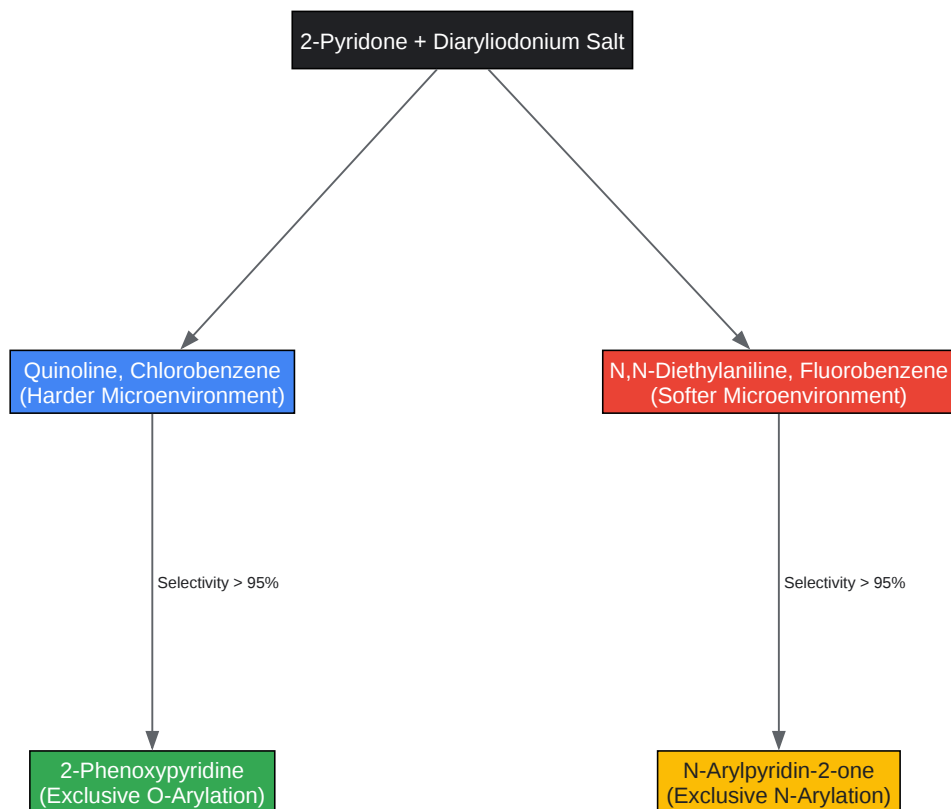 2-Pyridone + Diaryliodonium Salt
Quinoline, Chlorobenzene
(Harder Microenvironment)
N,N-Diethylaniline, Fluorobenzene
(Softer Microenvironment)
Selectivity > 95%
Selectivity > 95%
2-Phenoxypyridine
(Exclusive O-Arylation)
N-Arylpyridin-2-one
(Exclusive N-Arylation)